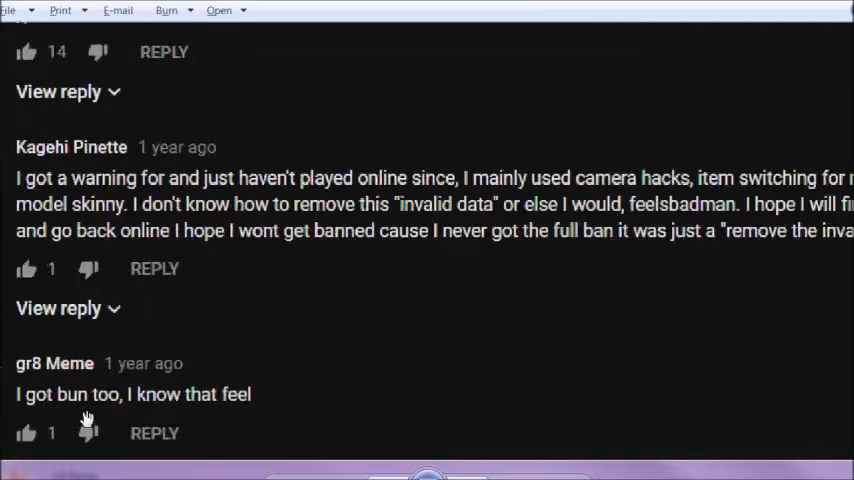 File Print E-mail Burn Open
14 REPLY
View reply
Kagehi Pinette 1 year ago
I got a warning for and just haven't played online since, I mainly used camera hacks, item switching for
model skinny. I don't know how to remove this "invalid data" or else I would, feelsbadman. I hope I will
and go back online I hope I wont get banned cause I never got the full ban it was just a "remove the
1 REPLY
View reply
gr8 Meme 1 year ago
I got bun too, I know that feel
1 REPLY